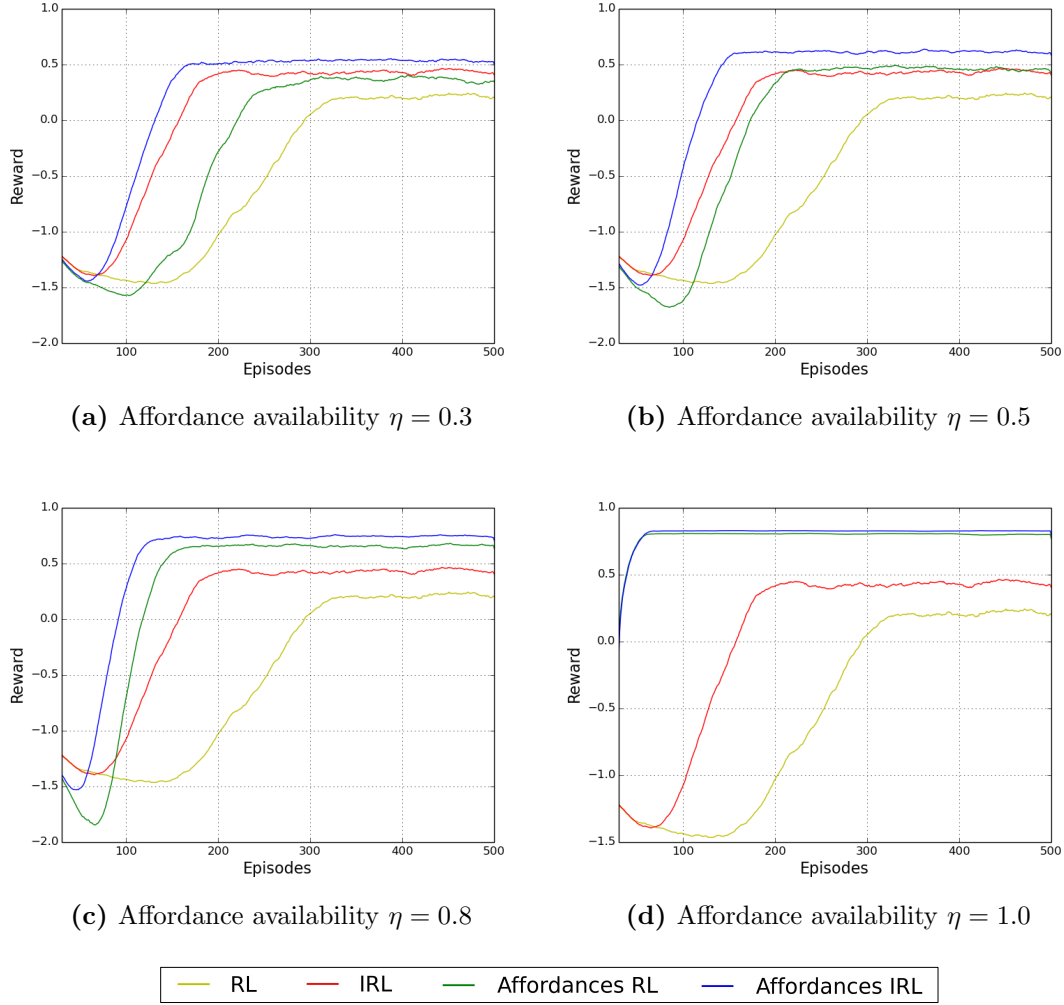 1.0
0.5
0.0
−0.5
−1.0
−1.5
−2.0
Reward
100 200 300 400 500
Episodes
(a) Affordance availability η = 0.3
1.0
0.5
0.0
−0.5
−1.0
−1.5
−2.0
Reward
100 200 300 400 500
Episodes
(b) Affordance availability η = 0.5
1.0
0.5
0.0
−0.5
−1.0
−1.5
−2.0
Reward
100 200 300 400 500
Episodes
(c) Affordance availability η = 0.8
1.0
0.5
0.0
−0.5
−1.0
−1.5
Reward
100 200 300 400 500
Episodes
(d) Affordance availability η = 1.0
RL IRL Affordances RL Affordances IRL